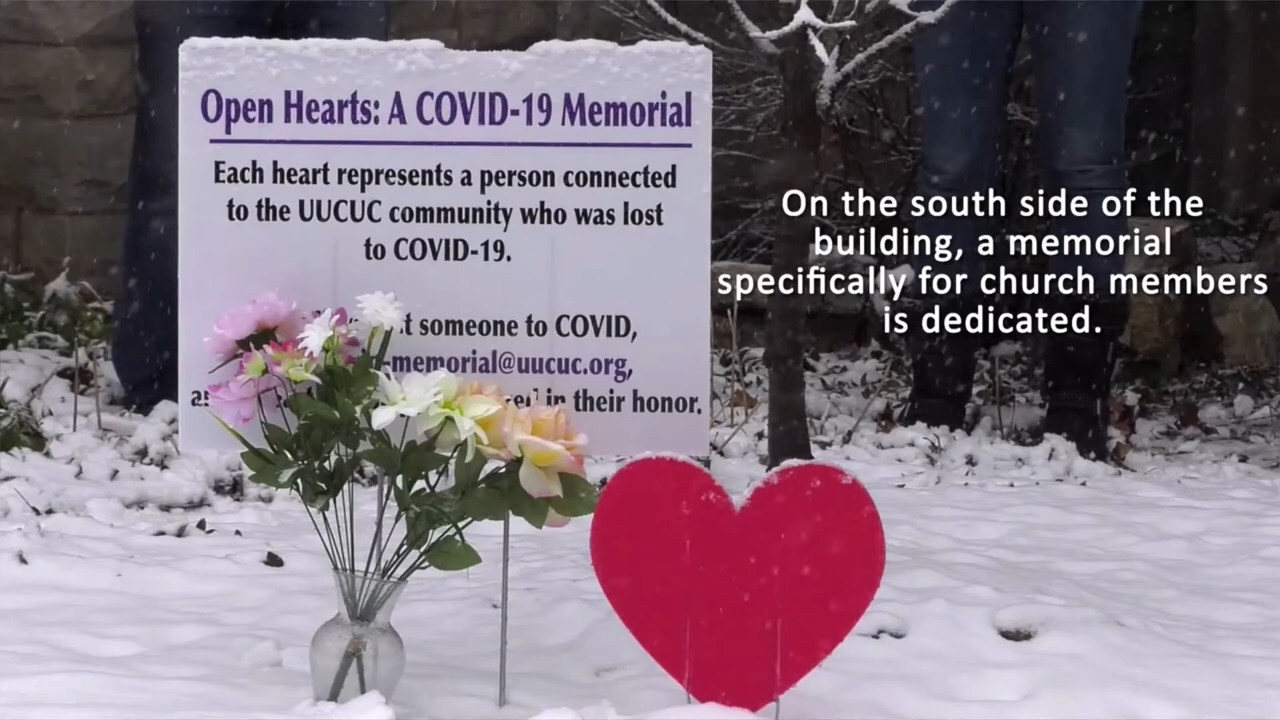 Open Hearts: A COVID-19 Memorial
Each heart represents a person connected
to the UUCUC community who was lost
to COVID-19.
someone to COVID,
memorial@uucuc.org,
in their honor.
On the south side of the
building, a memorial
specifically for church members
is dedicated.